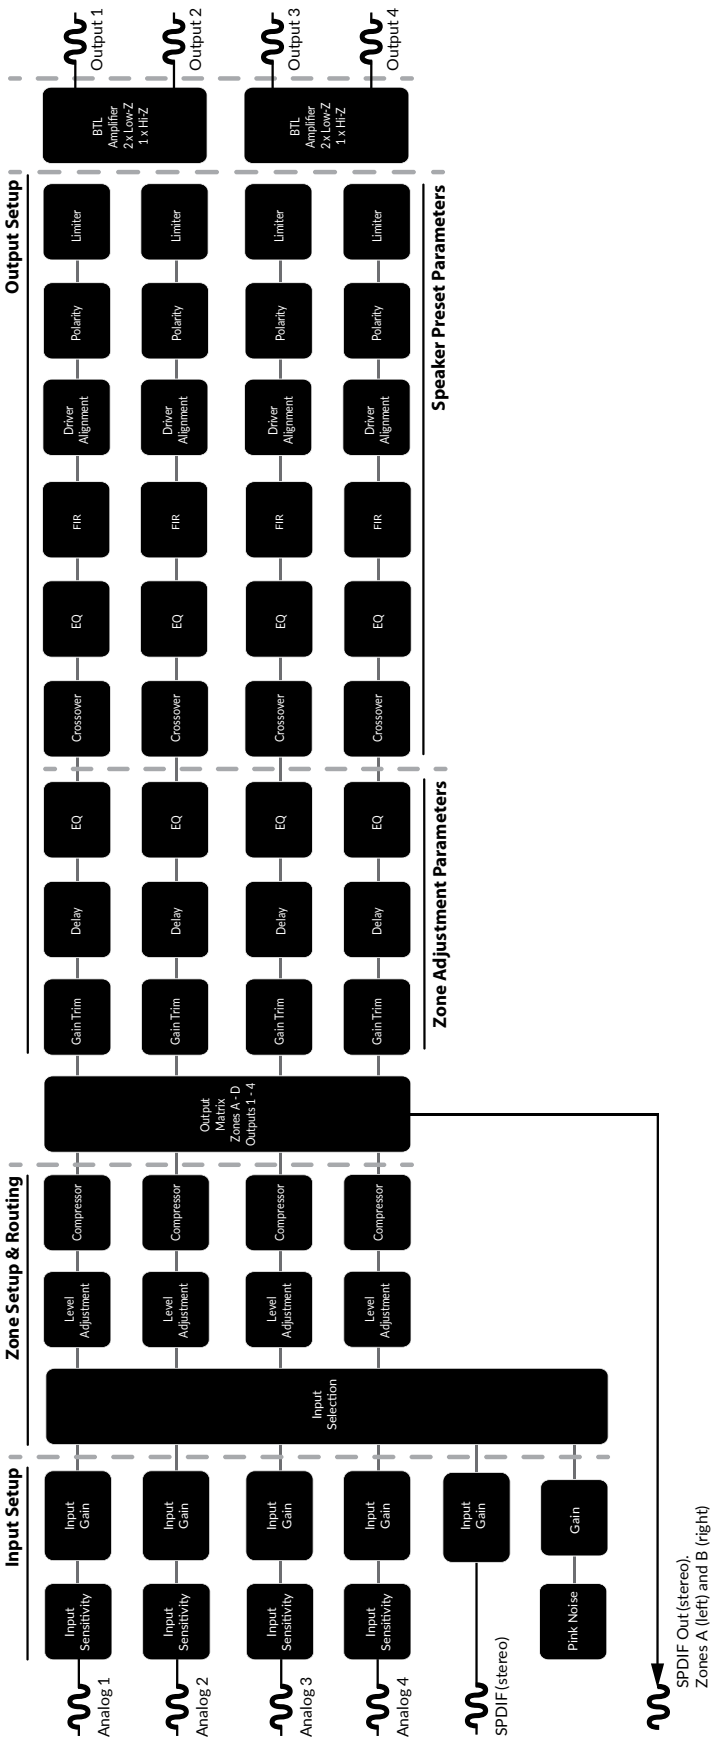 Input Setup
Zone Setup & Routing
Output Setup
Analog 1
Input
Sensitivity
Input
Gain
Level
Adjustment
Compressor
Gain Trim
Delay
EQ
Crossover
EQ
FIR
Driver
Alignment
Polarity
Limiter
BTL
Amplifier
2 x Low-Z
1 x Hi-Z
Output 1
Analog 2
Input
Sensitivity
Input
Gain
Level
Adjustment
Compressor
Gain Trim
Delay
EQ
Crossover
EQ
FIR
Driver
Alignment
Polarity
Limiter
Output 2
Input
Selection
Output
Matrix
Zones A - D
Outputs 1 - 4
Analog 3
Input
Sensitivity
Input
Gain
Level
Adjustment
Compressor
Gain Trim
Delay
EQ
Crossover
EQ
FIR
Driver
Alignment
Polarity
Limiter
BTL
Amplifier
2 x Low-Z
1 x Hi-Z
Output 3
Analog 4
Input
Sensitivity
Input
Gain
Level
Adjustment
Compressor
Gain Trim
Delay
EQ
Crossover
EQ
FIR
Driver
Alignment
Polarity
Limiter
Output 4
Zone Adjustment Parameters
Speaker Preset Parameters
SPDIF (stereo)
Input
Gain
Pink Noise
Gain
SPDIF Out (stereo).
Zones A (left) and B (right)